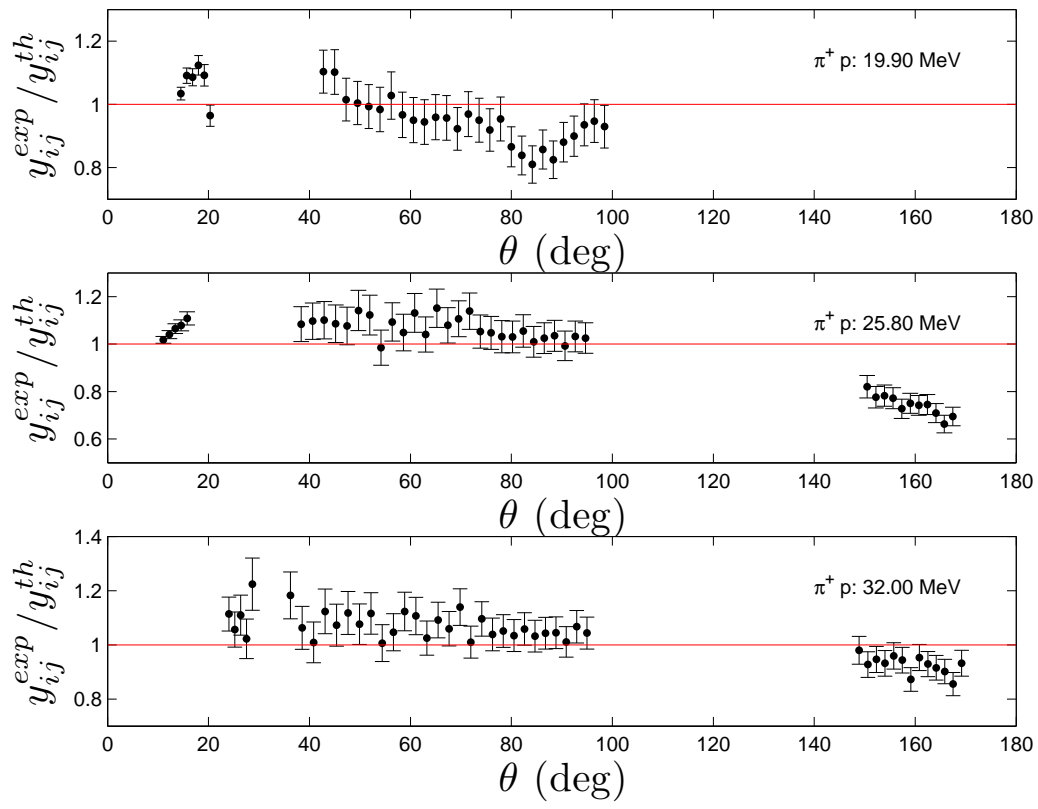 1.2
1
0.8
y_{ij}^{exp}/y_{ij}^{th}
π⁺ p: 19.90 MeV
0 20 40 60 80 100 120 140 160 180
θ (deg)
1.2
1
0.8
0.6
y_{ij}^{exp}/y_{ij}^{th}
π⁺ p: 25.80 MeV
0 20 40 60 80 100 120 140 160 180
θ (deg)
1.4
1.2
1
0.8
y_{ij}^{exp}/y_{ij}^{th}
π⁺ p: 32.00 MeV
0 20 40 60 80 100 120 140 160 180
θ (deg)